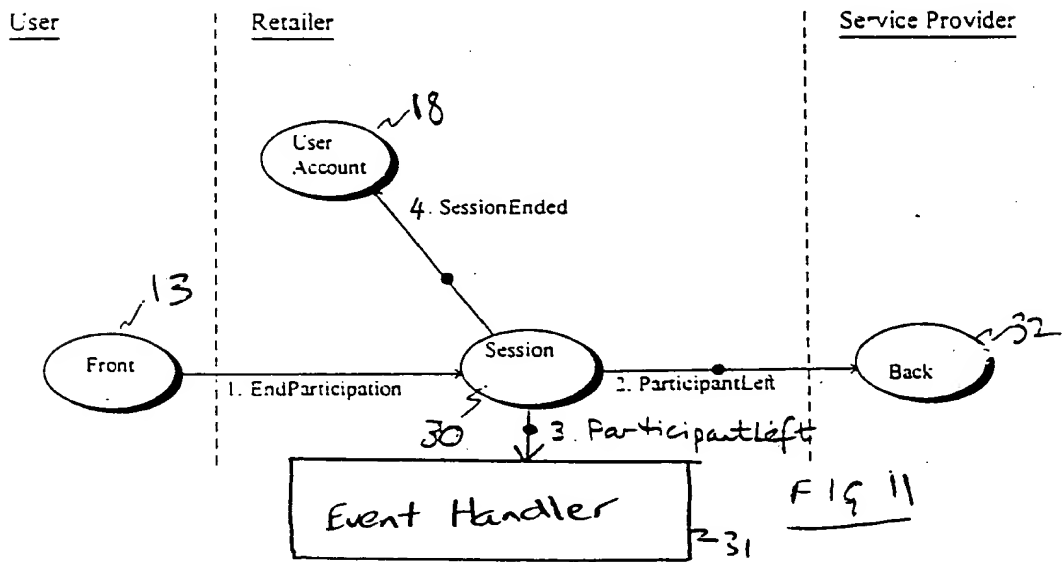 User
Retailer
Service Provider
18
User
Account
4. SessionEnded
13
Front
1. EndParticipation
Session
30
2. ParticipantLeft
32
Back
3. ParticipantLeft
Event Handler
31
FIG 11